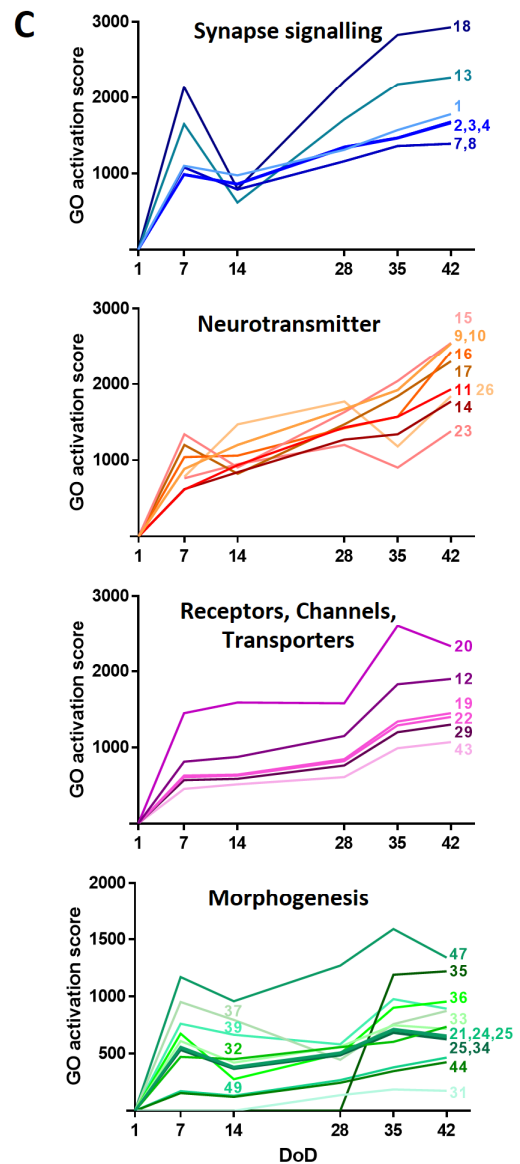 C
Synapse signalling
GO activation score
3000
2000
1000
18
13
1
2,3,4
7,8
1 7 14 28 35 42
Neurotransmitter
GO activation score
3000
2000
1000
15
9,10
16
17
11 26
14
23
1 7 14 28 35 42
Receptors, Channels,
Transporters
GO activation score
3000
2000
1000
20
12
19
22
29
43
1 7 14 28 35 42
Morphogenesis
GO activation score
2000
1500
1000
500
47
35
36
37
33
39
21,24,25
32
25,34
44
49
31
1 7 14 28 35 42
DoD